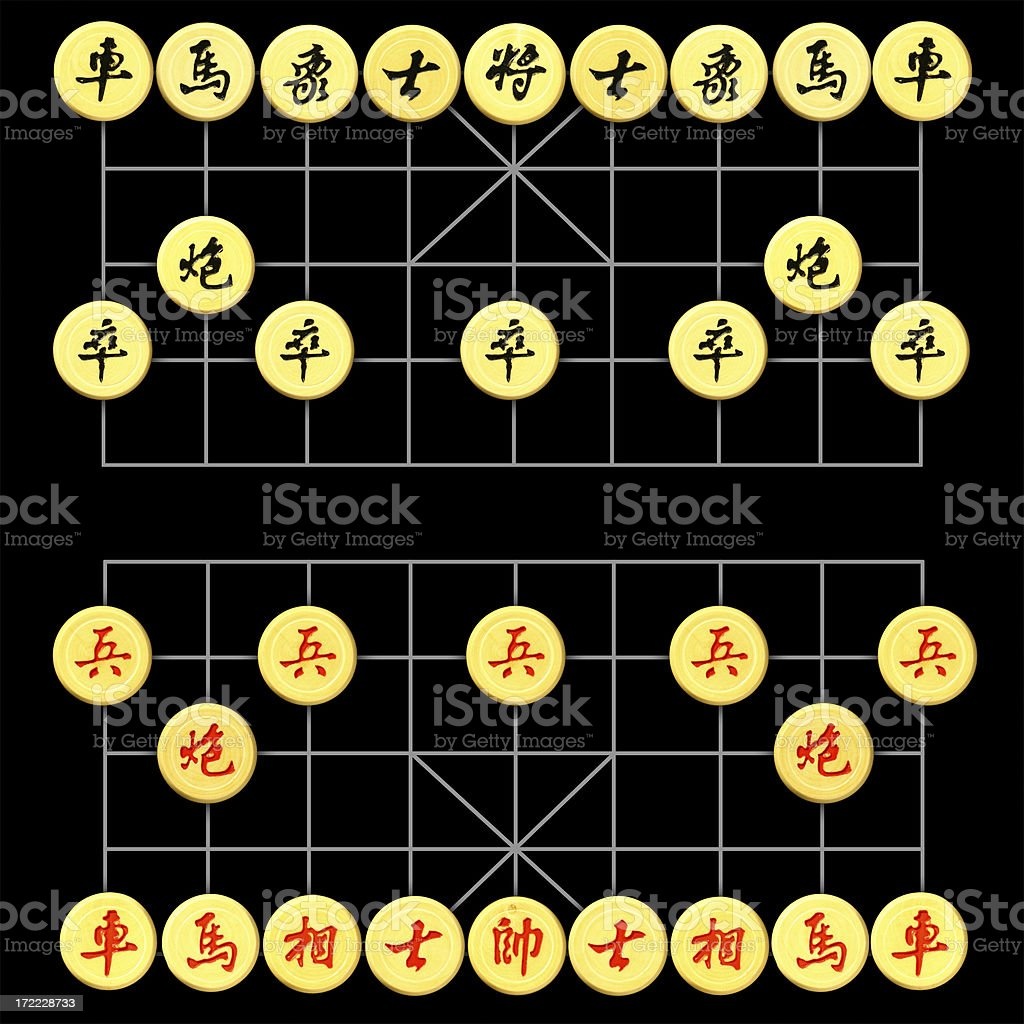 車 馬 象 士 将 士 象 馬 車
炮 炮
卒 卒 卒 卒 卒
兵 兵 兵 兵 兵
炮 炮
車 馬 相 士 帥 士 相 馬 車
iStock
by Getty Images™
172228733